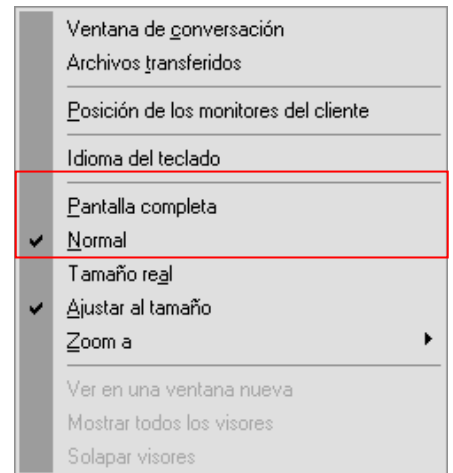 Ventana de conversación
Archivos transferidos
Posición de los monitores del cliente
Idioma del teclado
Pantalla completa
Normal
Tamaño real
Ajustar al tamaño
Zoom a
Ver en una ventana nueva
Mostrar todos los visores
Solapar visores